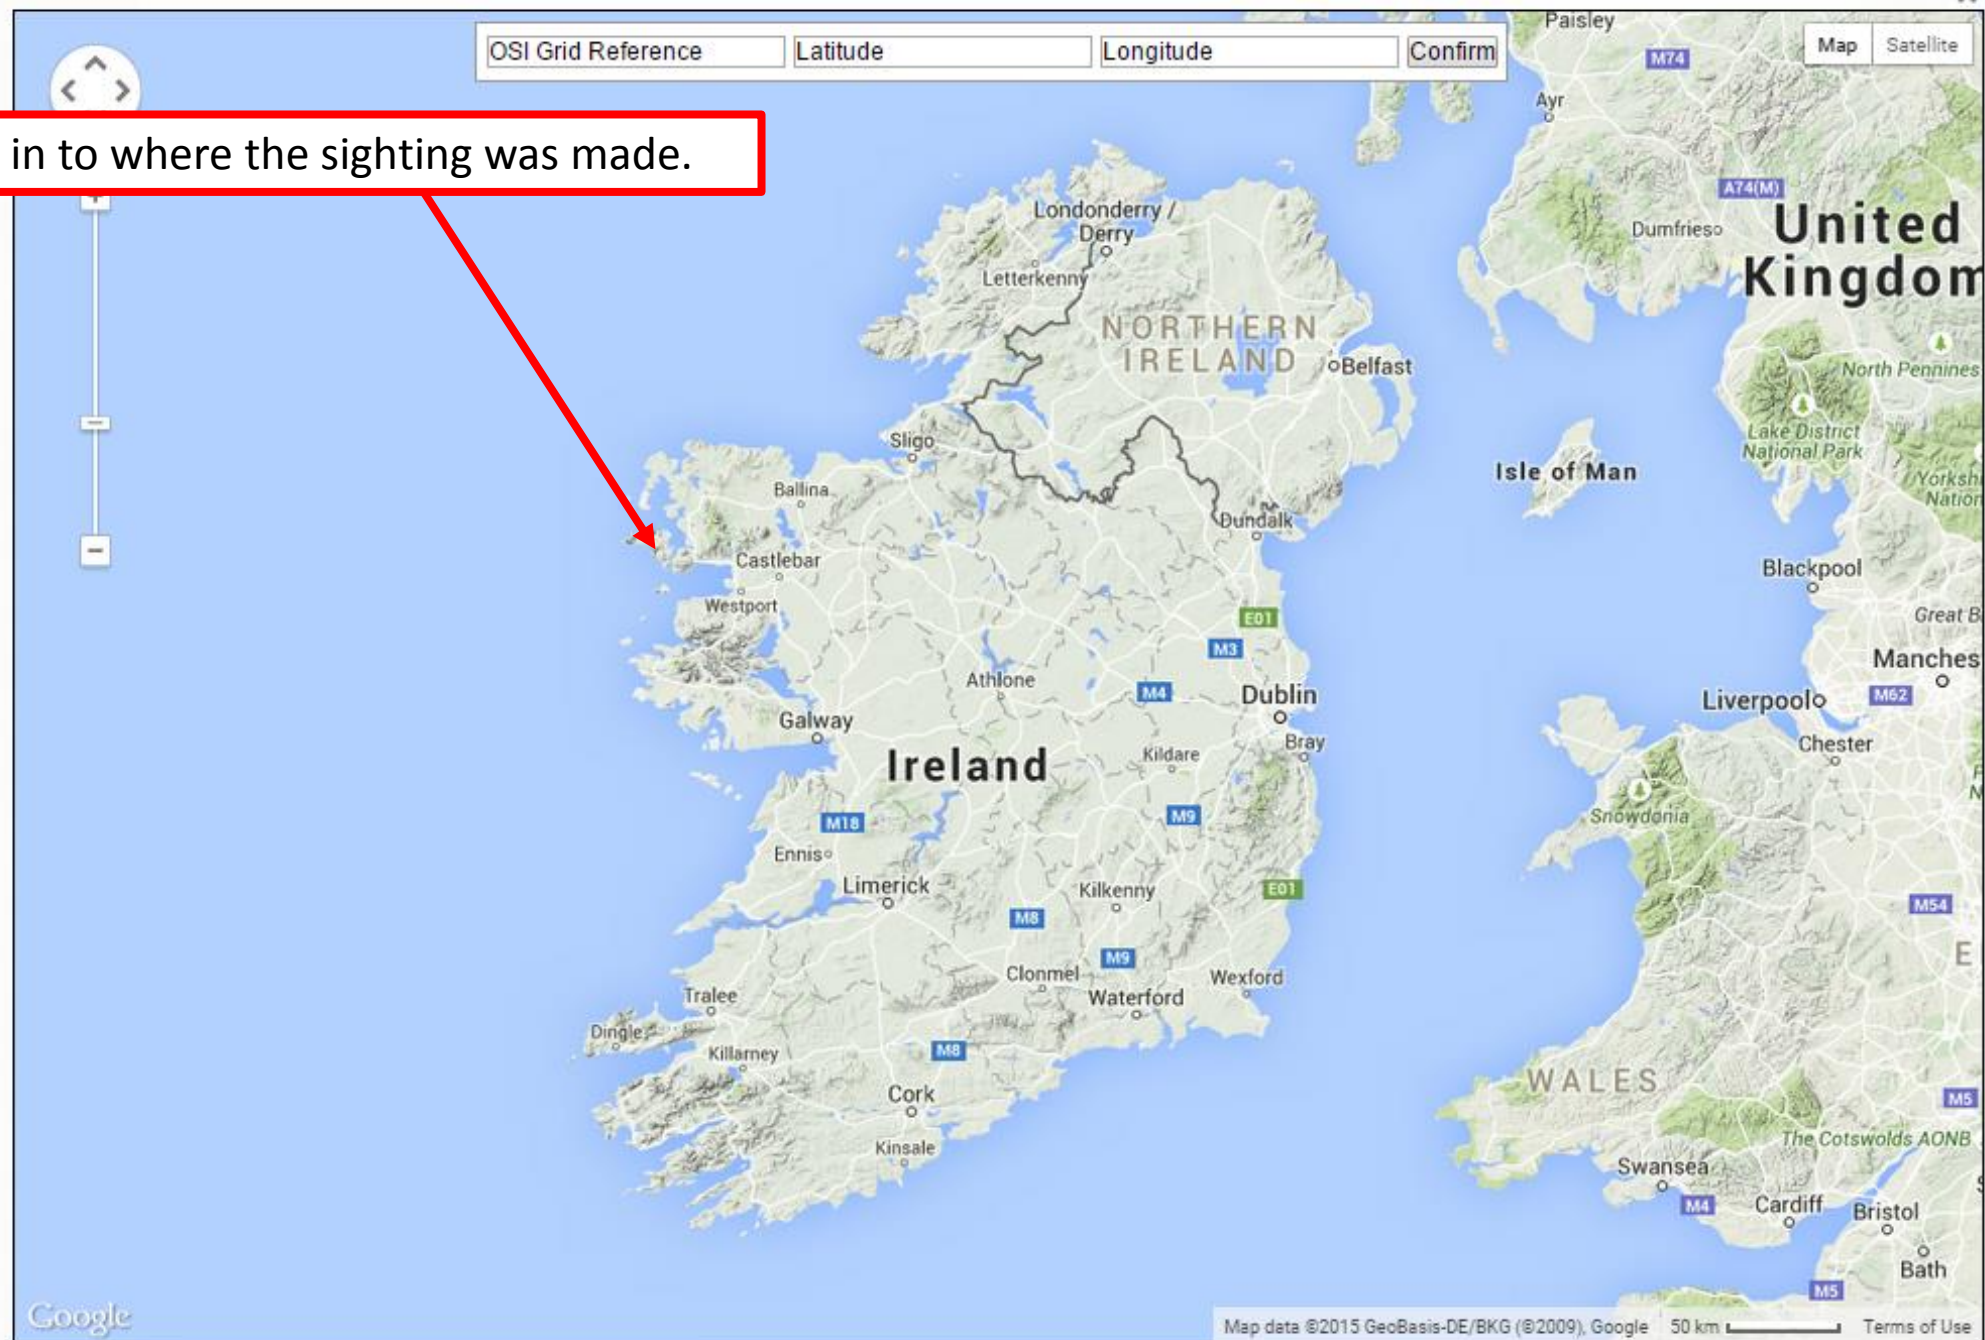 OSI Grid Reference Latitude Longitude Confirm
Map Satellite
in to where the sighting was made.
Paisley
M74
Ayr
A74(M)
Dumfries
United
Kingdom
Londonderry /
Derry
Letterkenny
NORTHERN
IRELAND
Belfast
North Pennines
Lake District
National Park
Sligo
Isle of Man
Ballina
Dundalk
Castlebar
Westport
Blackpool
E01
Great B
M3
Manches
Athlone
M4
Dublin
Liverpool
M62
Galway
Bray
Chester
Ireland
Kildare
M18
M9
Snowdonia
Ennis
Limerick
Kilkenny
E01
M8
M54
M9
E
Clonmel
Wexford
Tralee
Waterford
Dingle
Killarney
M8
WALES
Cork
M5
The Cotswolds AONB
Kinsale
Swansea
M4
Cardiff
Bristol
Bath
M5
Google
Map data ©2015 GeoBasis-DE/BKG (©2009), Google 50 km Terms of Use